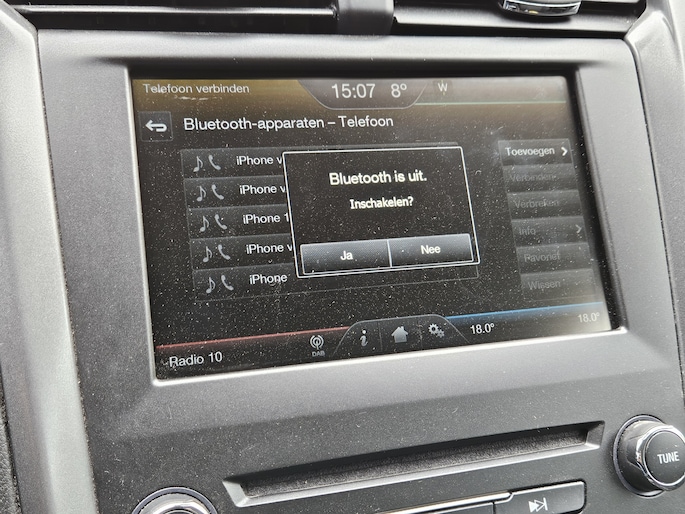 Telefoon verbinden 15:07 8° W
Bluetooth-apparaten – Telefoon
iPhone v
iPhone v
iPhone 1
iPhone v
iPhone
Bluetooth is uit.
Inschakelen?
Ja Nee
Toevoegen
Verbinden
Verbreken
Info
Favoriet
Wissen
Radio 10 DAB i 18.0° 18.0°
TUNE